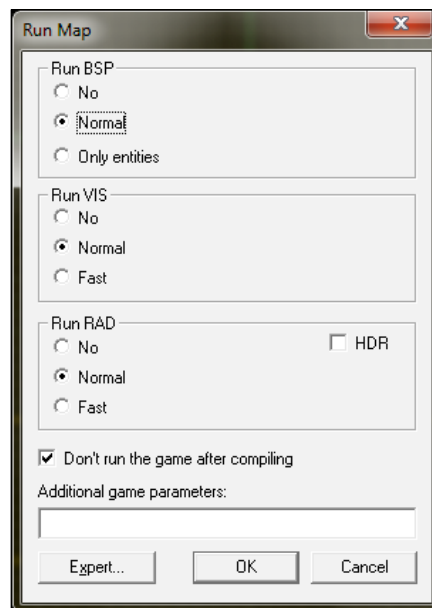 Run Map
Run BSP
No
Normal
Only entities
Run VIS
No
Normal
Fast
Run RAD
No
HDR
Normal
Fast
Don't run the game after compiling
Additional game parameters:
Expert...
OK
Cancel